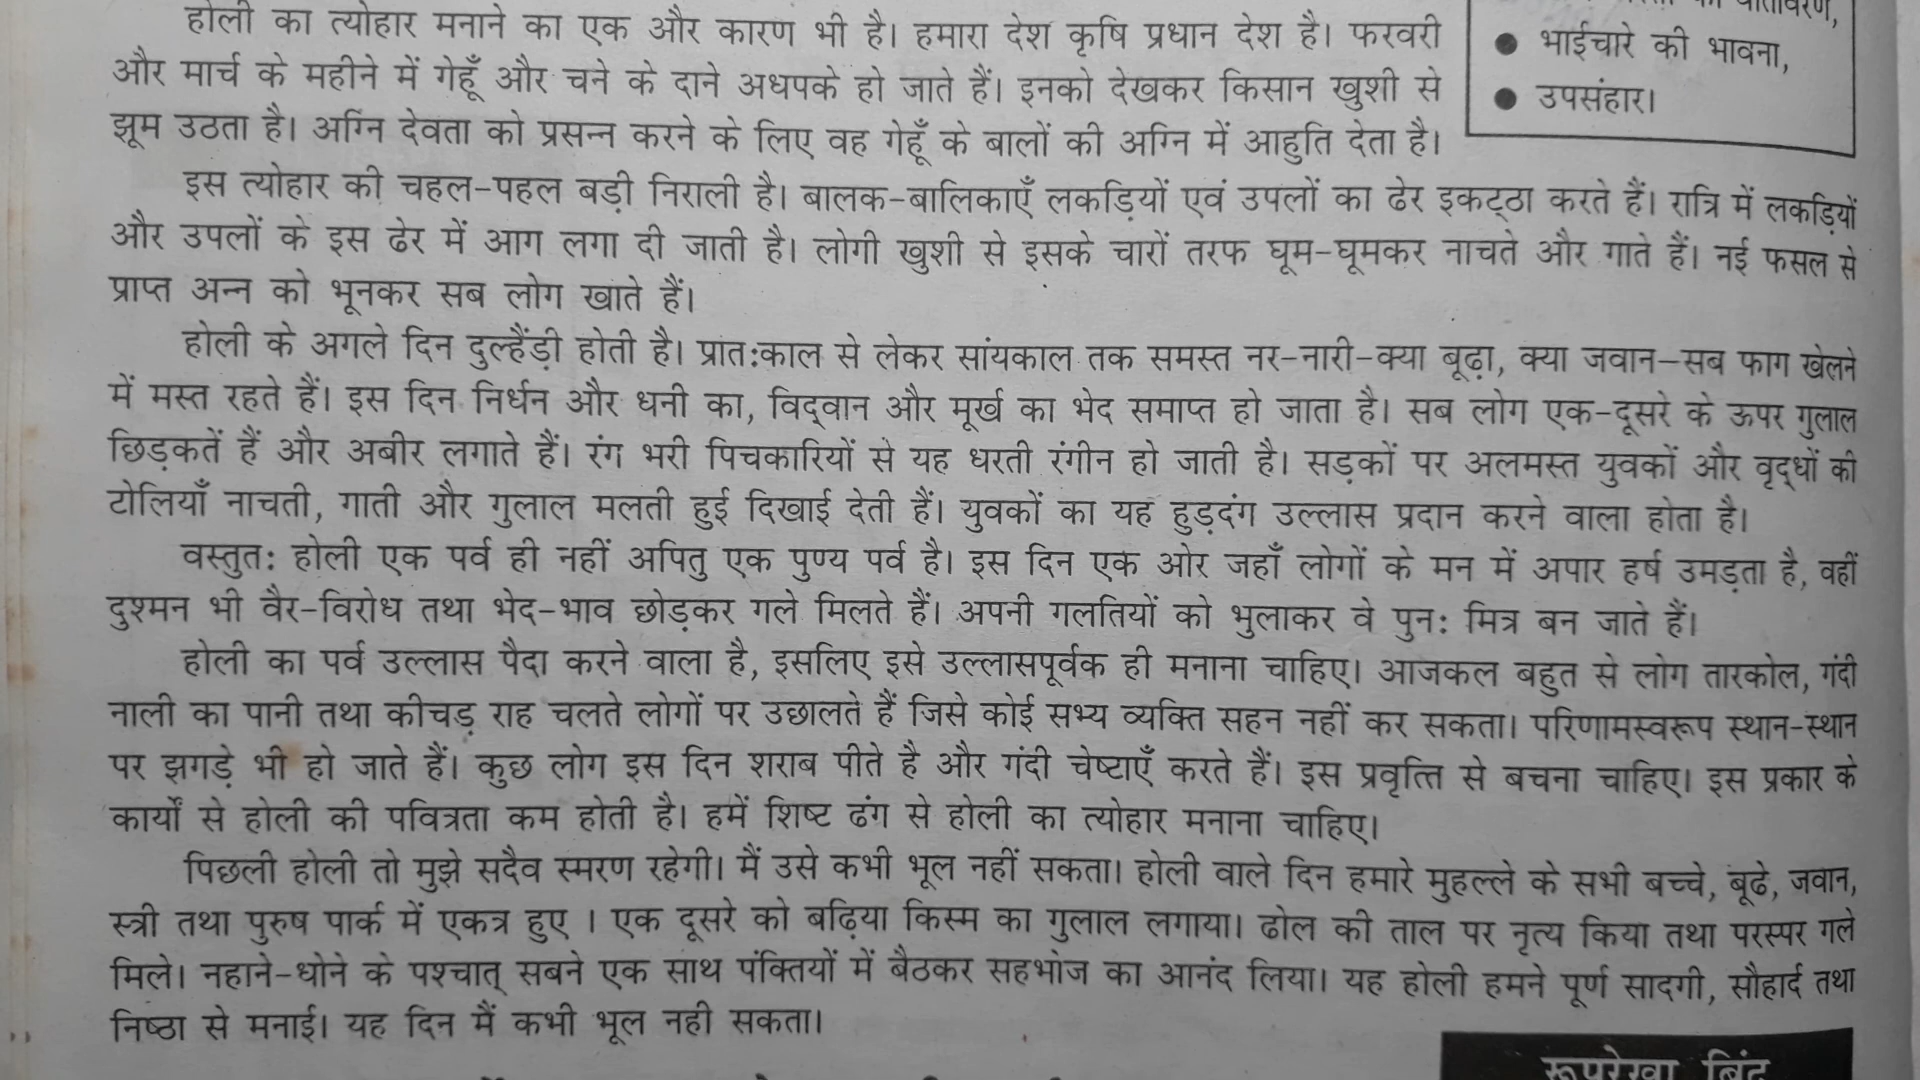 होली का त्योहार मनाने का एक और कारण भी है। हमारा देश कृषि प्रधान देश है। फरवरी
और मार्च के महीने में गेहूँ और चने के दाने अधपके हो जाते हैं। इनको देखकर किसान खुशी से
झूम उठता है। अग्नि देवता को प्रसन्न करने के लिए वह गेहूँ के बालों की अग्नि में आहुति देता है।
वातावरण,
● भाईचारे की भावना,
● उपसंहार।
इस त्योहार की चहल-पहल बड़ी निराली है। बालक-बालिकाएँ लकड़ियों एवं उपलों का ढेर इकट्ठा करते हैं। रात्रि में लकड़ियों
और उपलों के इस ढेर में आग लगा दी जाती है। लोगी खुशी से इसके चारों तरफ घूम-घूमकर नाचते और गाते हैं। नई फसल से
प्राप्त अन्न को भूनकर सब लोग खाते हैं।
होली के अगले दिन दुल्हैंड़ी होती है। प्रात:काल से लेकर सांयकाल तक समस्त नर-नारी-क्या बूढ़ा, क्या जवान-सब फाग खेलने
में मस्त रहते हैं। इस दिन निर्धन और धनी का, विद्वान और मूर्ख का भेद समाप्त हो जाता है। सब लोग एक-दूसरे के ऊपर गुलाल
छिड़कतें हैं और अबीर लगाते हैं। रंग भरी पिचकारियों से यह धरती रंगीन हो जाती है। सड़कों पर अलमस्त युवकों और वृद्धों की
टोलियाँ नाचती, गाती और गुलाल मलती हुई दिखाई देती हैं। युवकों का यह हुड़दंग उल्लास प्रदान करने वाला होता है।
वस्तुत: होली एक पर्व ही नहीं अपितु एक पुण्य पर्व है। इस दिन एक ओर जहाँ लोगों के मन में अपार हर्ष उमड़ता है, वहीं
दुश्मन भी वैर-विरोध तथा भेद-भाव छोड़कर गले मिलते हैं। अपनी गलतियों को भुलाकर वे पुन: मित्र बन जाते हैं।
होली का पर्व उल्लास पैदा करने वाला है, इसलिए इसे उल्लासपूर्वक ही मनाना चाहिए। आजकल बहुत से लोग तारकोल, गंदी
नाली का पानी तथा कीचड़ राह चलते लोगों पर उछालते हैं जिसे कोई सभ्य व्यक्ति सहन नहीं कर सकता। परिणामस्वरूप स्थान-स्थान
पर झगड़े भी हो जाते हैं। कुछ लोग इस दिन शराब पीते है और गंदी चेष्टाएँ करते हैं। इस प्रवृत्ति से बचना चाहिए। इस प्रकार के
कार्यों से होली की पवित्रता कम होती है। हमें शिष्ट ढंग से होली का त्योहार मनाना चाहिए।
पिछली होली तो मुझे सदैव स्मरण रहेगी। मैं उसे कभी भूल नहीं सकता। होली वाले दिन हमारे मुहल्ले के सभी बच्चे, बूढे, जवान,
स्त्री तथा पुरुष पार्क में एकत्र हुए । एक दूसरे को बढ़िया किस्म का गुलाल लगाया। ढोल की ताल पर नृत्य किया तथा परस्पर गले
मिले। नहाने-धोने के पश्चात् सबने एक साथ पंक्तियों में बैठकर सहभोज का आनंद लिया। यह होली हमने पूर्ण सादगी, सौहार्द तथा
निष्ठा से मनाई। यह दिन मैं कभी भूल नही सकता।
रूपरेखा बिंदु